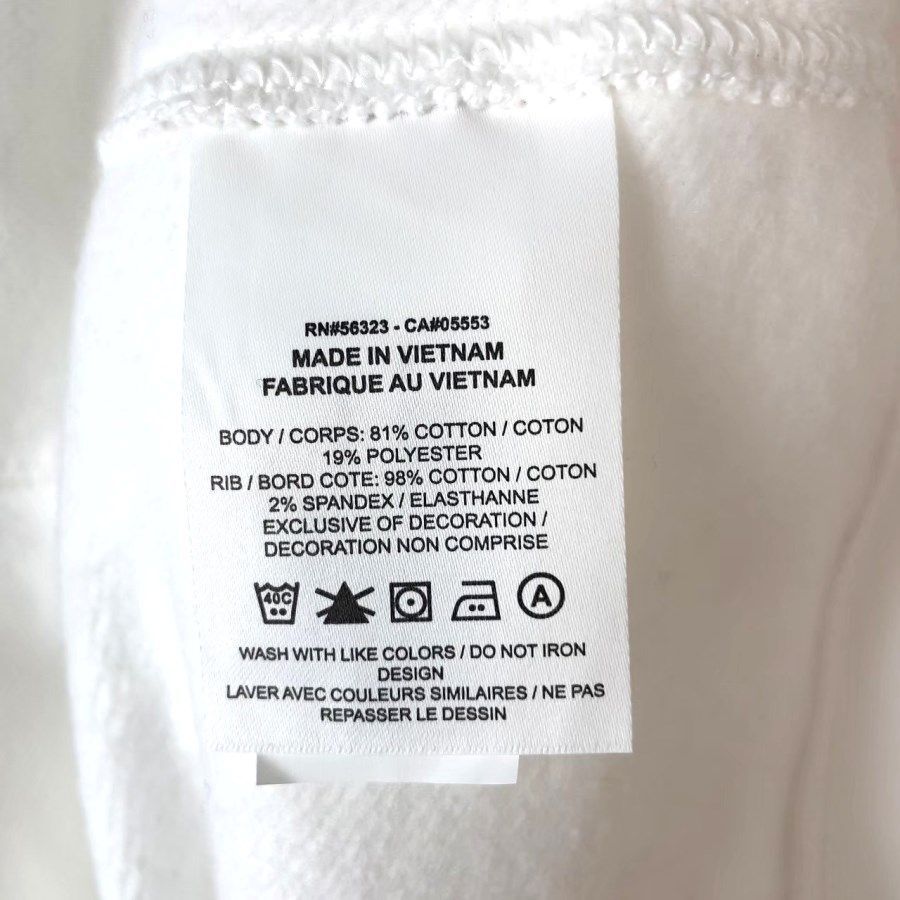 RN#56323 - CA#05553
MADE IN VIETNAM
FABRIQUE AU VIETNAM
BODY / CORPS: 81% COTTON / COTON
19% POLYESTER
RIB / BORD COTE: 98% COTTON / COTON
2% SPANDEX / ELASTHANNE
EXCLUSIVE OF DECORATION /
DECORATION NON COMPRISE
40C A
WASH WITH LIKE COLORS / DO NOT IRON
DESIGN
LAVER AVEC COULEURS SIMILAIRES / NE PAS
REPASSER LE DESSIN